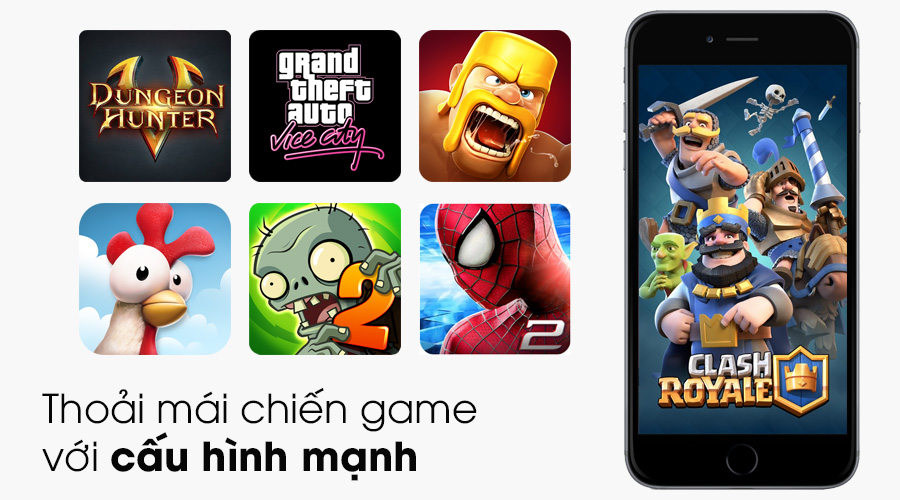 DUNGEON
HUNTER
V
grand
theft
auto
Vice City
2
2
CLASH
ROYALE
Thoải mái chiến game
với cấu hình mạnh